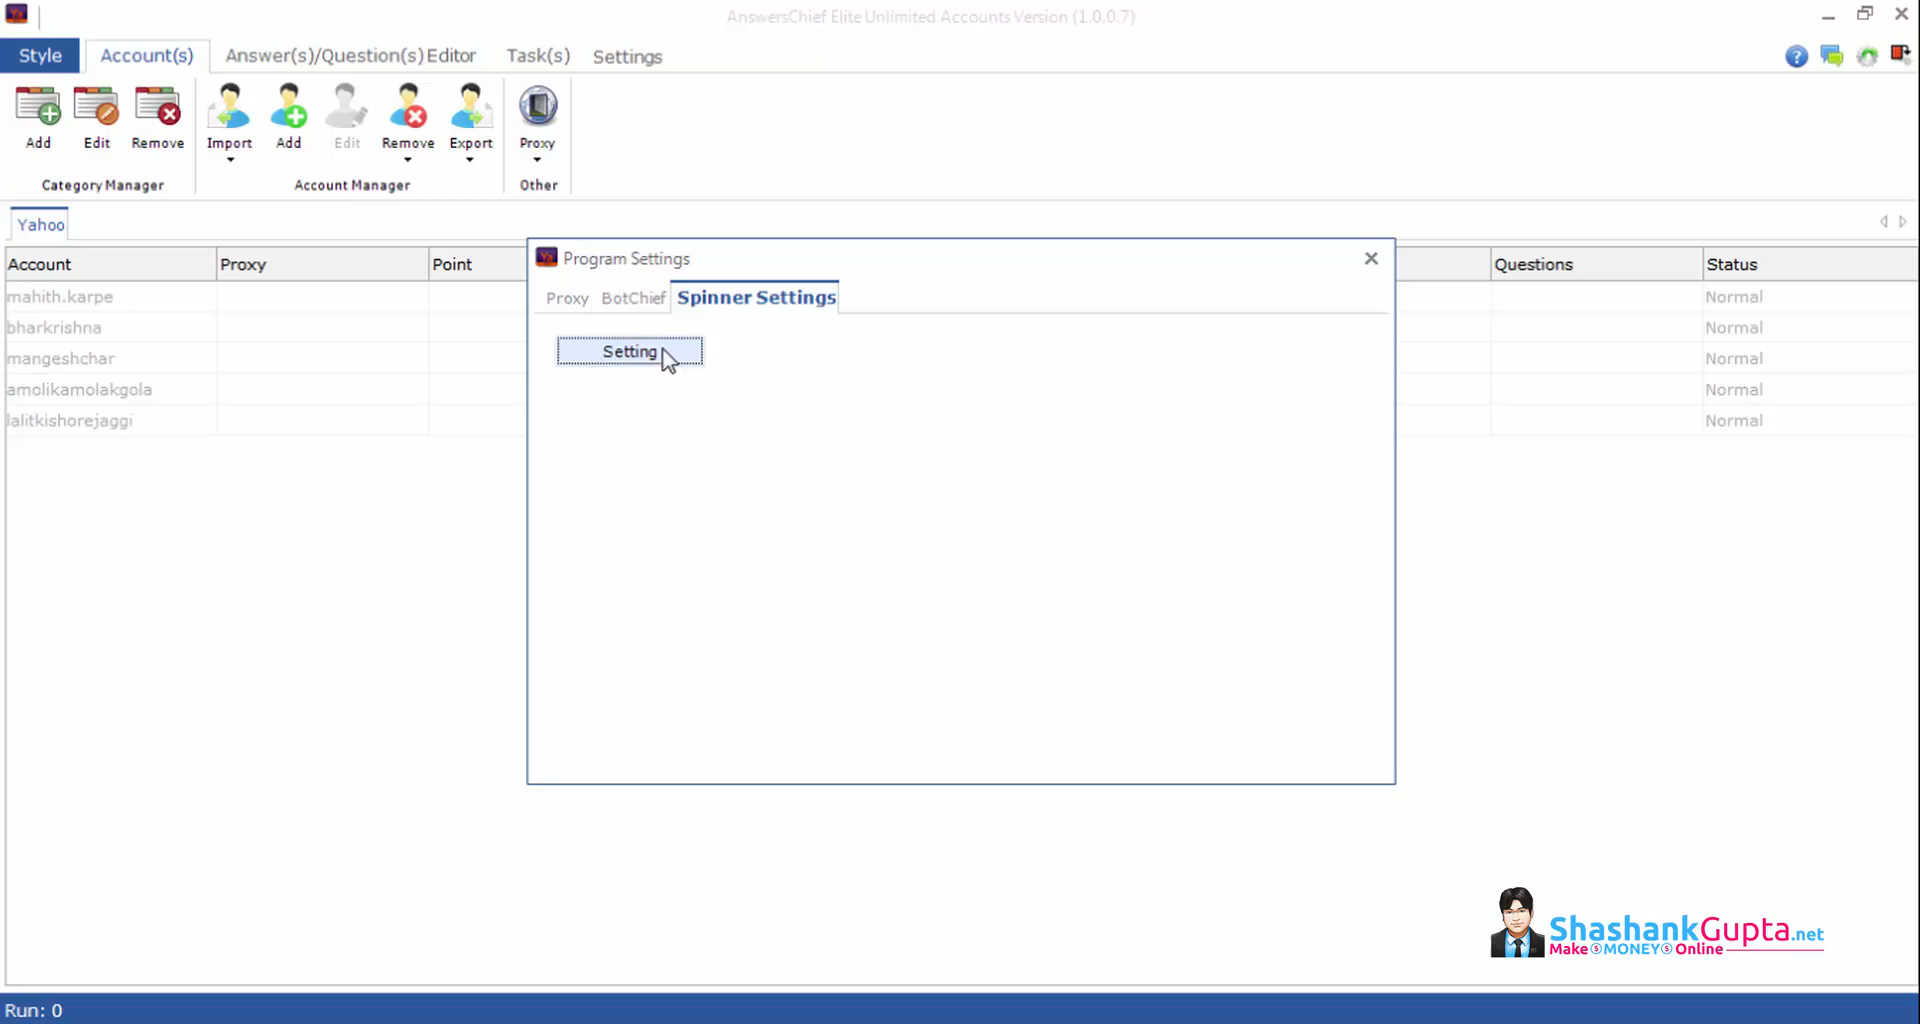 AnswersChief Elite Unlimited Accounts Version (1.0.0.7)
Style Account(s) Answer(s)/Question(s) Editor Task(s) Settings
Add Edit Remove Import Add Edit Remove Export Proxy
Category Manager Account Manager Other
Yahoo
Account Proxy Point Questions Status
mahith.karpe Normal
bharkrishna Normal
mangeshchar Normal
amolikamolakgola Normal
lalitkishorejaggi Normal
Program Settings
Proxy BotChief Spinner Settings
Setting
ShashankGupta.net
Make MONEY Online
Run: 0